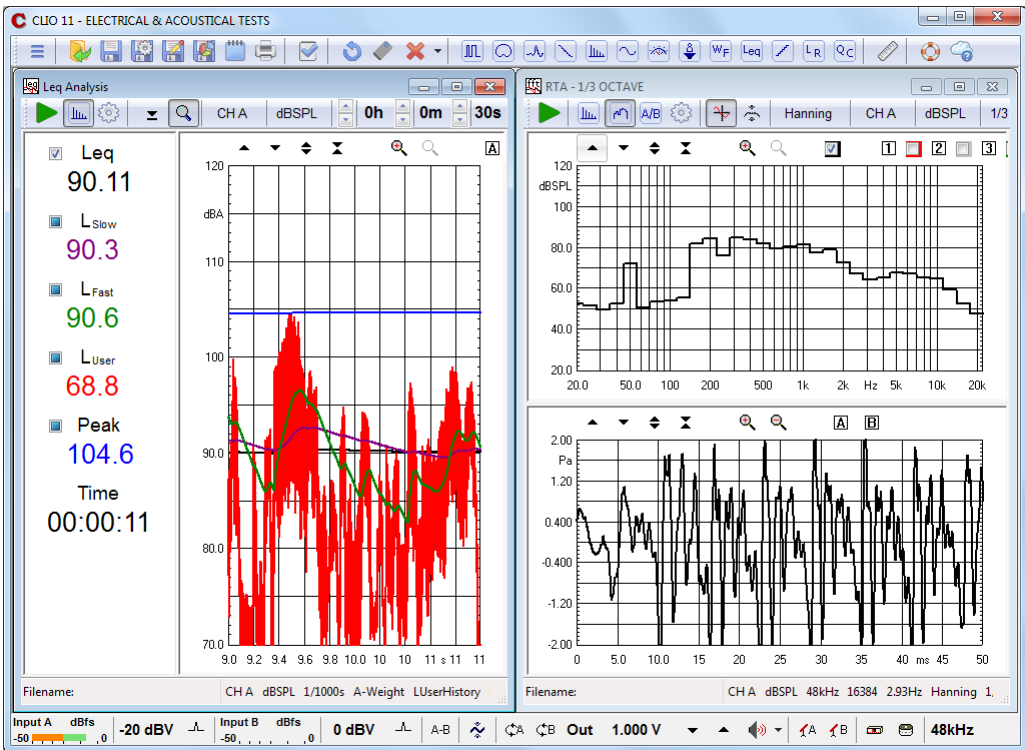 CLIO 11 - ELECTRICAL & ACOUSTICAL TESTS
WF Leq LR QC
Leq Analysis
CH A dBSPL 0h 0m 30s
Leq
90.11
LSlow
90.3
LFast
90.6
LUser
68.8
Peak
104.6
Time
00:00:11
A
120
dBA
110
100
90.0
80.0
70.0
9.0 9.2 9.4 9.6 9.8 10.0 10 10 11 s 11 11
Filename: CH A dBSPL 1/1000s A-Weight LUserHistory
RTA - 1/3 OCTAVE
A/B Hanning CH A dBSPL 1/3
1 2 3
120
dBSPL
100
80.0
60.0
40.0
20.0
20.0 50.0 100 200 500 1k 2k Hz 5k 10k 20k
A B
2.00
Pa
1.20
0.400
-0.400
-1.20
-2.00
0 5.0 10.0 15 20 25 30 35 40 ms 45 50
Filename: CH A dBSPL 48kHz 16384 2.93Hz Hanning 1,
Input A dBfs
-50 0
-20 dBV
Input B dBfs
-50 0
0 dBV A-B A B Out 1.000 V A B 48kHz